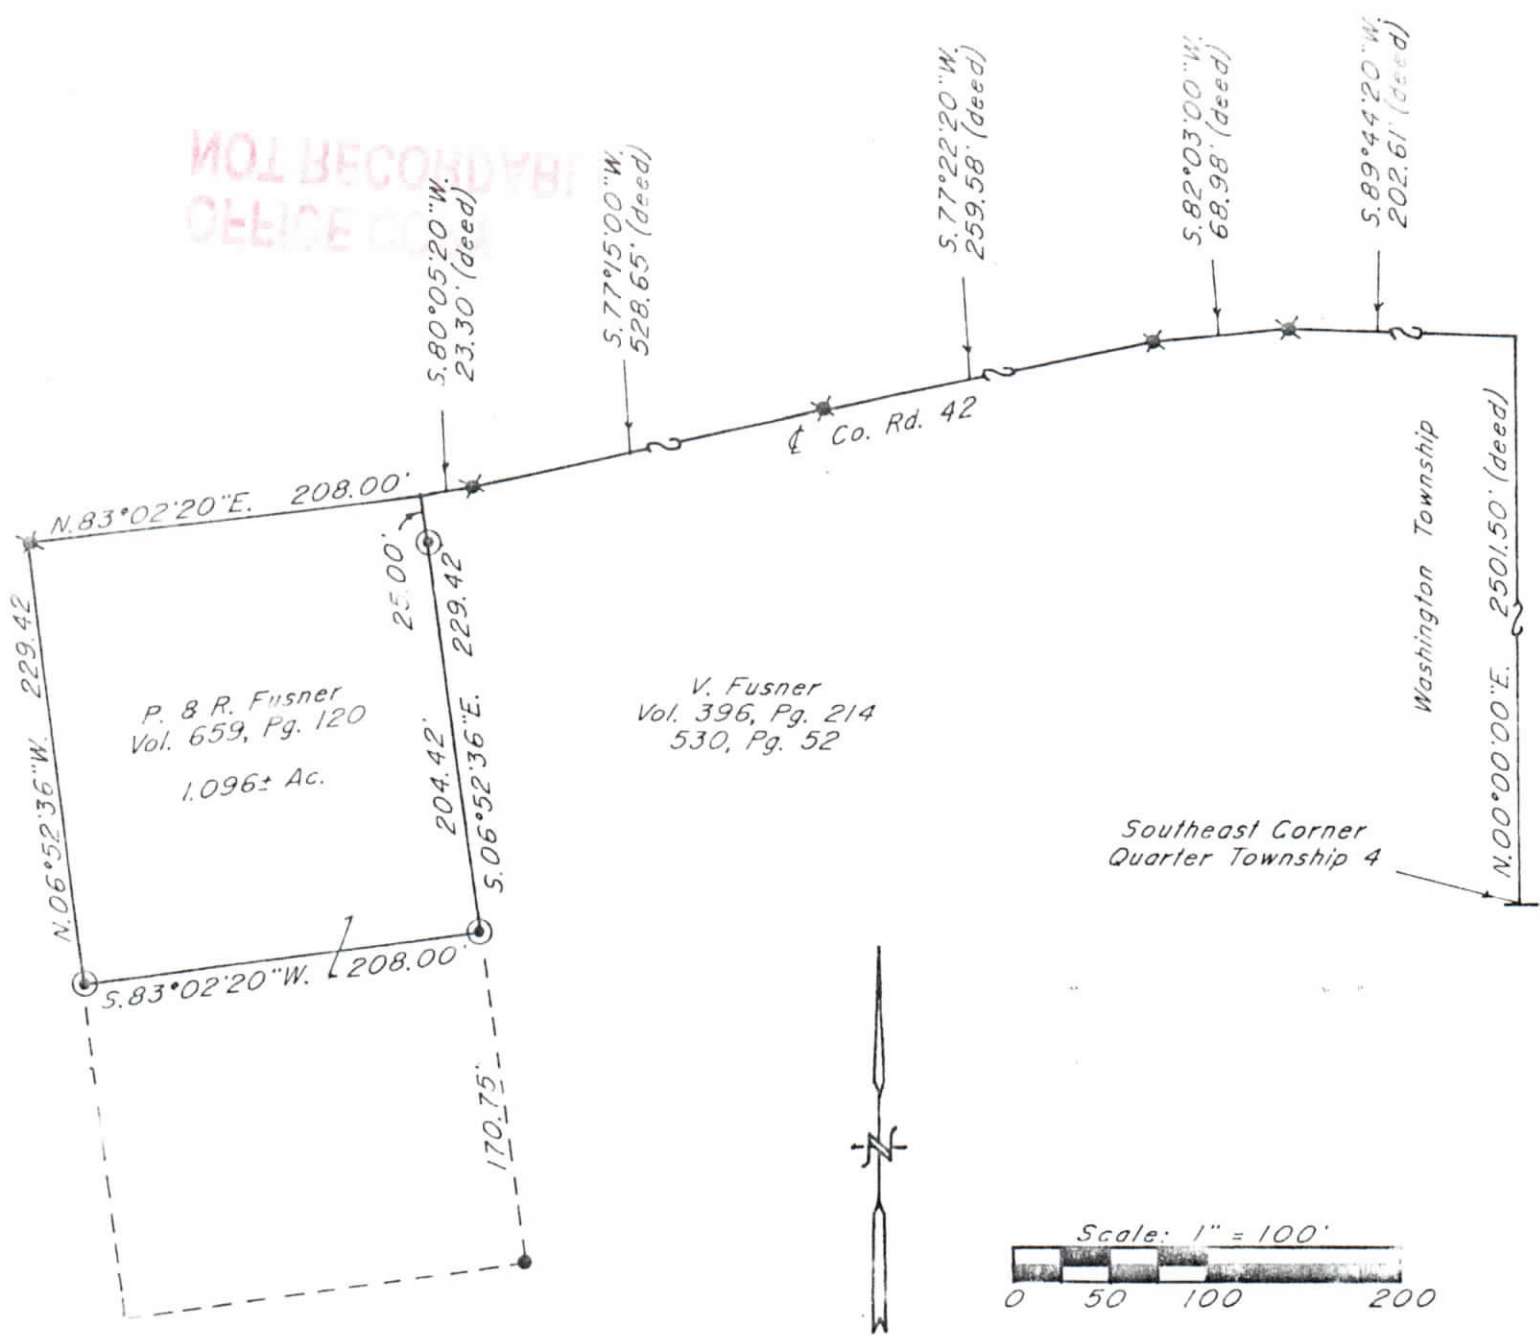 NOT RECORDABL
OFFICE COPY
S.80°05'20"W.
23.30' (deed)
S.77°15'00"W.
528.65' (deed)
S.77°22'20"W.
259.58' (deed)
S.82°03'00"W.
68.98' (deed)
S.89°44'20"W.
202.61' (deed)
N.83°02'20"E. 208.00'
℄ Co. Rd. 42
25.00'
N.06°52'36"W. 229.42
P. & R. Fusner
Vol. 659, Pg. 120
1.096± Ac.
204.42'
S.06°52'36"E. 229.42
V. Fusner
Vol. 396, Pg. 214
530, Pg. 52
Washington Township
N.00°00'00"E. 2501.50' (deed)
Southeast Corner
Quarter Township 4
S.83°02'20"W. 208.00'
170.75'
N
Scale: 1" = 100'
0 50 100 200